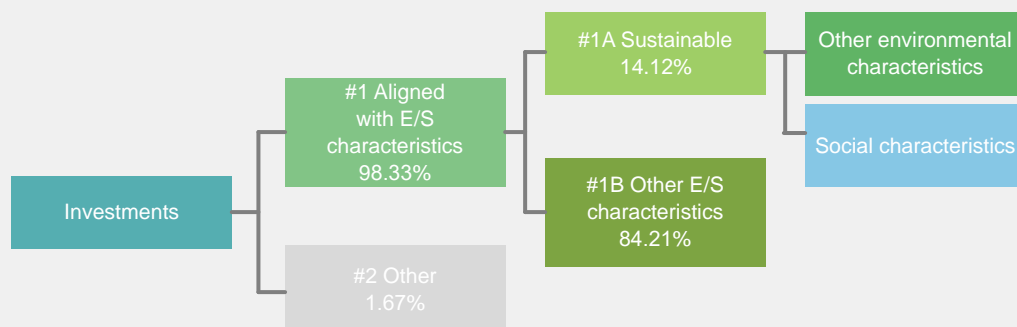 Investments
#1 Aligned
with E/S
characteristics
98.33%
#2 Other
1.67%
#1A Sustainable
14.12%
#1B Other E/S
characteristics
84.21%
Other environmental
characteristics
Social characteristics